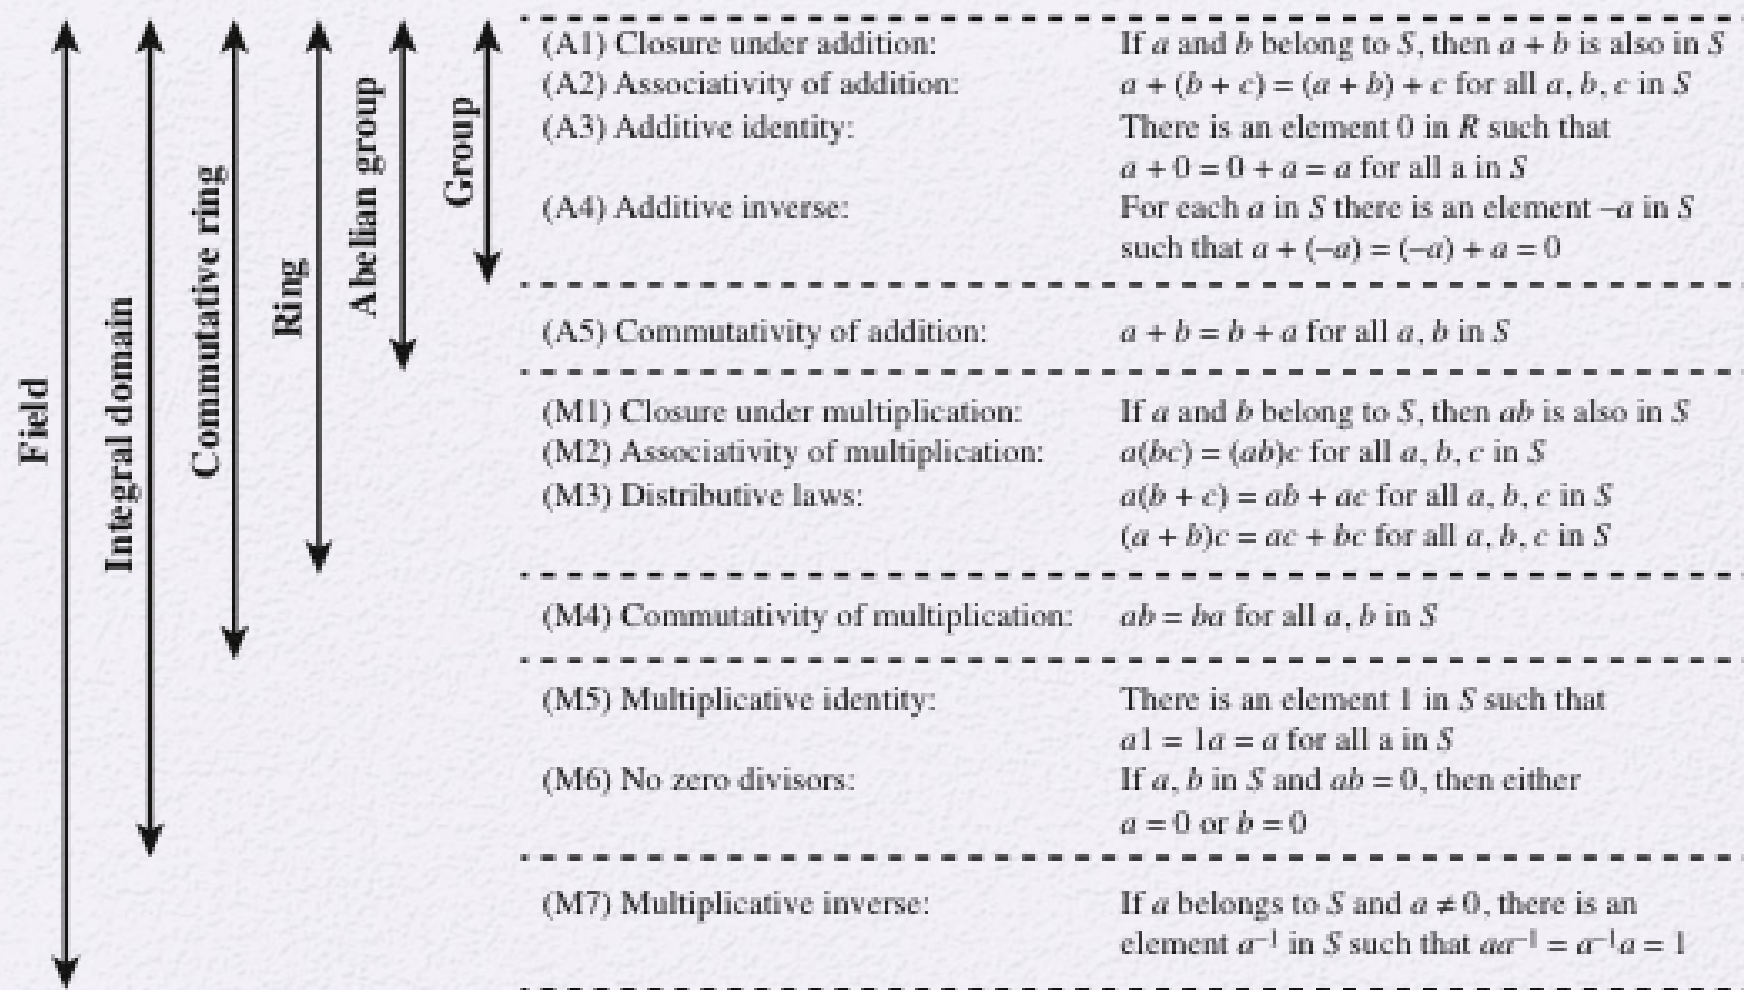 Field
Integral domain
Commutative ring
Ring
Abelian group
Group
(A1) Closure under addition: If a and b belong to S, then a + b is also in S
(A2) Associativity of addition: a + (b + c) = (a + b) + c for all a, b, c in S
(A3) Additive identity: There is an element 0 in R such that
a + 0 = 0 + a = a for all a in S
(A4) Additive inverse: For each a in S there is an element –a in S
such that a + (–a) = (–a) + a = 0
(A5) Commutativity of addition: a + b = b + a for all a, b in S
(M1) Closure under multiplication: If a and b belong to S, then ab is also in S
(M2) Associativity of multiplication: a(bc) = (ab)c for all a, b, c in S
(M3) Distributive laws: a(b + c) = ab + ac for all a, b, c in S
(a + b)c = ac + bc for all a, b, c in S
(M4) Commutativity of multiplication: ab = ba for all a, b in S
(M5) Multiplicative identity: There is an element 1 in S such that
a1 = 1a = a for all a in S
(M6) No zero divisors: If a, b in S and ab = 0, then either
a = 0 or b = 0
(M7) Multiplicative inverse: If a belongs to S and a ≠ 0, there is an
element a⁻¹ in S such that aa⁻¹ = a⁻¹a = 1